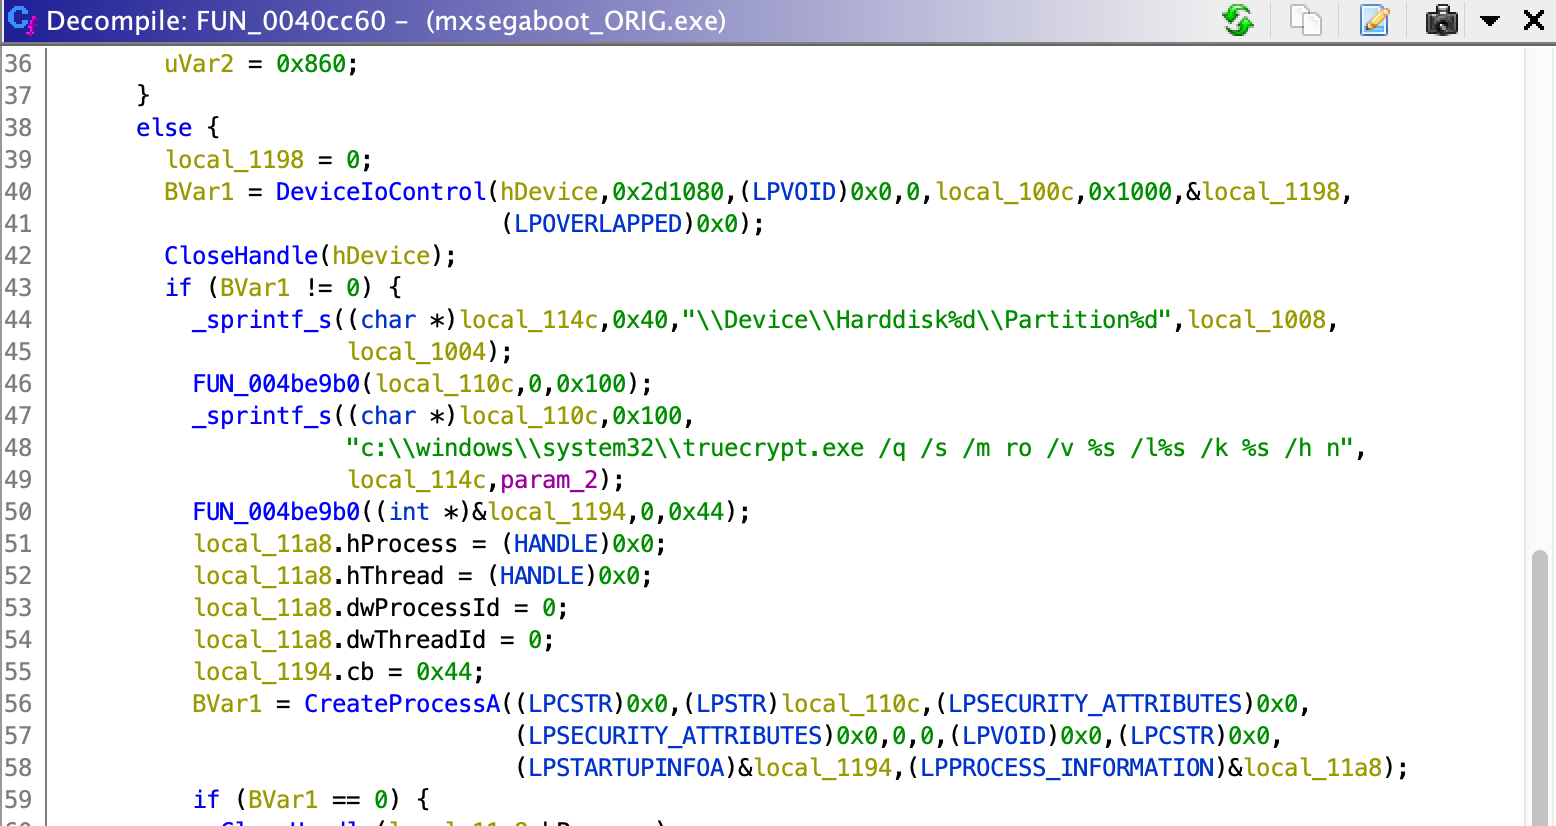 Decompile: FUN_0040cc60 – (mxsegaboot_ORIG.exe)
36 uVar2 = 0x860;
37 }
38 else {
39 local_1198 = 0;
40 BVar1 = DeviceIoControl(hDevice,0x2d1080,(LPVOID)0x0,0,local_100c,0x1000,&local_1198,
41 (LPOVERLAPPED)0x0);
42 CloseHandle(hDevice);
43 if (BVar1 != 0) {
44 _sprintf_s((char *)local_114c,0x40,"\\Device\\Harddisk%d\\Partition%d",local_1008,
45 local_1004);
46 FUN_004be9b0(local_110c,0,0x100);
47 _sprintf_s((char *)local_110c,0x100,
48 "c:\\windows\\system32\\truecrypt.exe /q /s /m ro /v %s /l%s /k %s /h n",
49 local_114c,param_2);
50 FUN_004be9b0((int *)&local_1194,0,0x44);
51 local_11a8.hProcess = (HANDLE)0x0;
52 local_11a8.hThread = (HANDLE)0x0;
53 local_11a8.dwProcessId = 0;
54 local_11a8.dwThreadId = 0;
55 local_1194.cb = 0x44;
56 BVar1 = CreateProcessA((LPCSTR)0x0,(LPSTR)local_110c,(LPSECURITY_ATTRIBUTES)0x0,
57 (LPSECURITY_ATTRIBUTES)0x0,0,0,(LPVOID)0x0,(LPCSTR)0x0,
58 (LPSTARTUPINFOA)&local_1194,(LPPROCESS_INFORMATION)&local_11a8);
59 if (BVar1 == 0) {